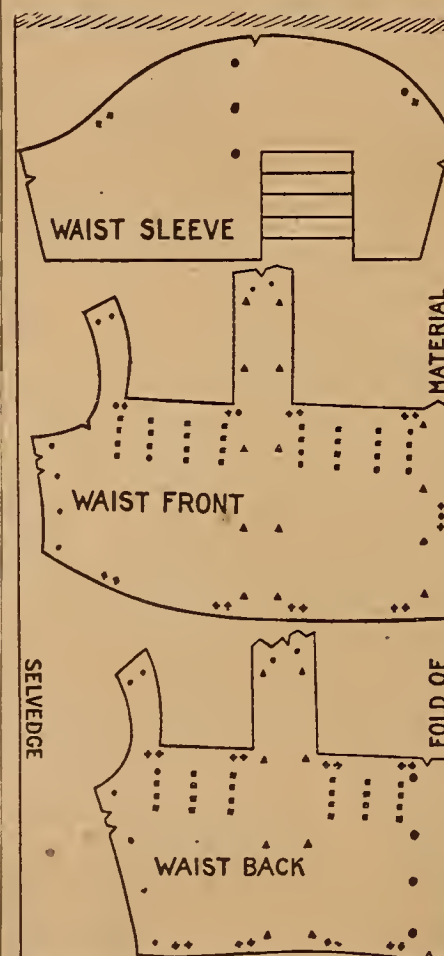 WAIST SLEEVE
MATERIAL
WAIST FRONT
FOLD OF
SELVEDGE
WAIST BACK